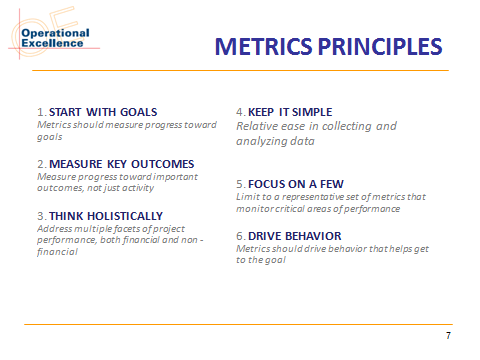 Operational
Excellence
METRICS PRINCIPLES
1. START WITH GOALS
Metrics should measure progress toward
goals
2. MEASURE KEY OUTCOMES
Measure progress toward important
outcomes, not just activity
3. THINK HOLISTICALLY
Address multiple facets of project
performance, both financial and non -
financial
4. KEEP IT SIMPLE
Relative ease in collecting and
analyzing data
5. FOCUS ON A FEW
Limit to a representative set of metrics that
monitor critical areas of performance
6. DRIVE BEHAVIOR
Metrics should drive behavior that helps get
to the goal
7